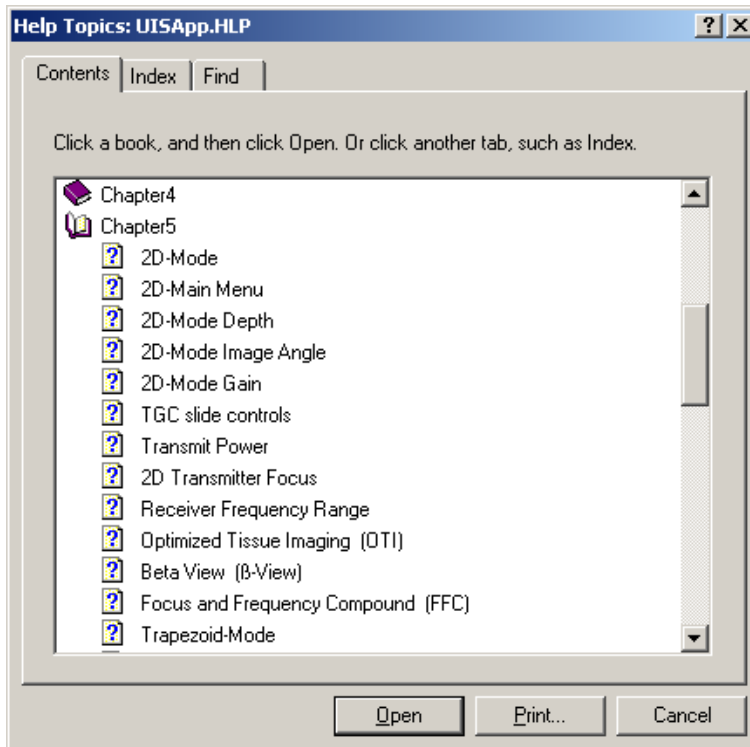 Help Topics: UISApp.HLP
Contents Index Find
Click a book, and then click Open. Or click another tab, such as Index.
Chapter4
Chapter5
2D-Mode
2D-Main Menu
2D-Mode Depth
2D-Mode Image Angle
2D-Mode Gain
TGC slide controls
Transmit Power
2D Transmitter Focus
Receiver Frequency Range
Optimized Tissue Imaging (OTI)
Beta View (ß-View)
Focus and Frequency Compound (FFC)
Trapezoid-Mode
Open Print... Cancel